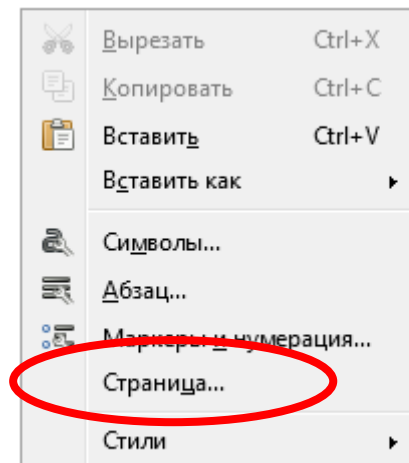 Вырезать Ctrl+X
Копировать Ctrl+C
Вставить Ctrl+V
Вставить как
Символы...
Абзац...
Маркеры и нумерация...
Страница...
Стили